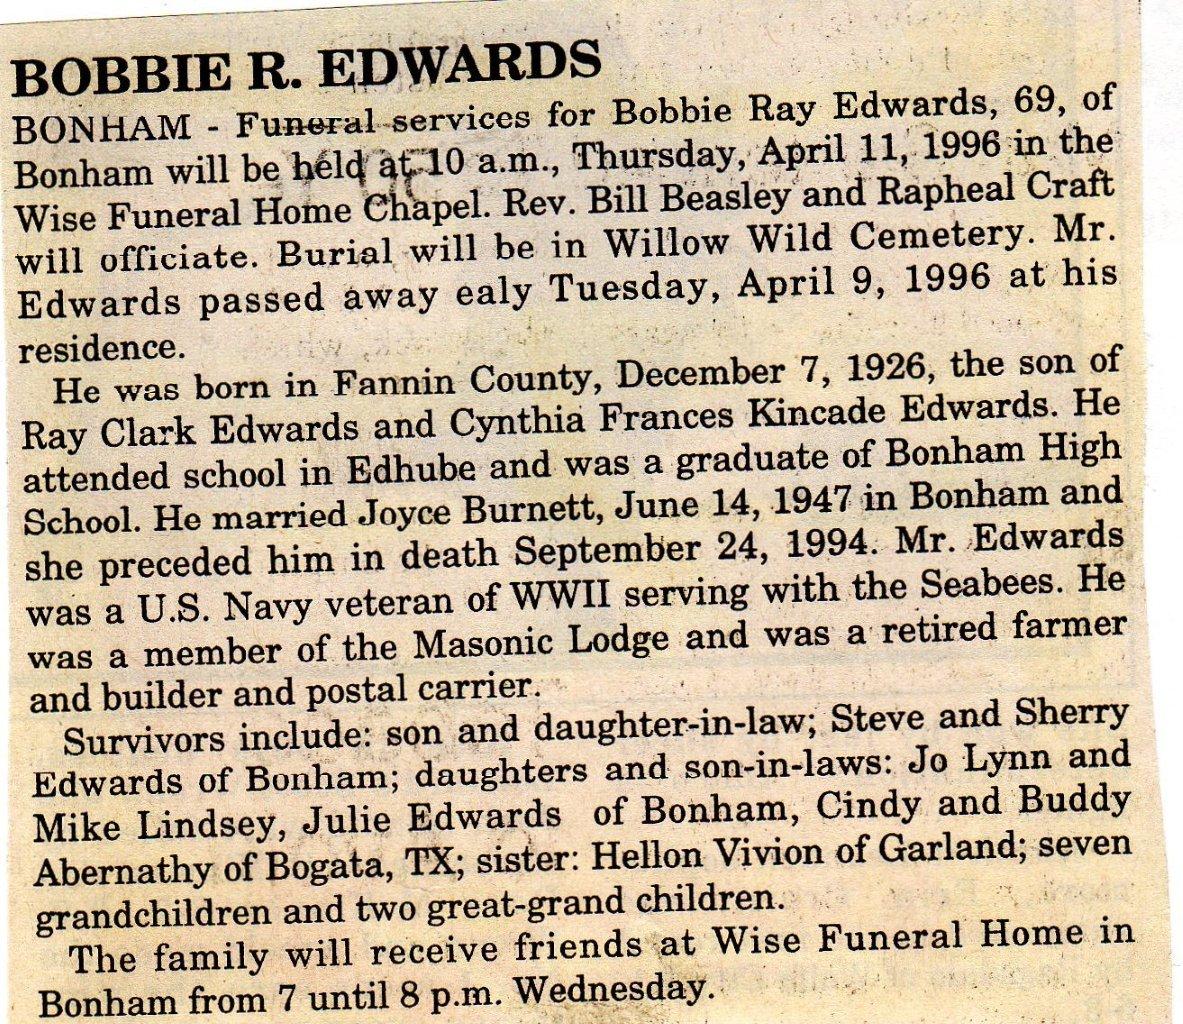 BOBBIE R. EDWARDS
BONHAM - Funeral services for Bobbie Ray Edwards, 69, of
Bonham will be held at 10 a.m., Thursday, April 11, 1996 in the
Wise Funeral Home Chapel. Rev. Bill Beasley and Rapheal Craft
will officiate. Burial will be in Willow Wild Cemetery. Mr.
Edwards passed away ealy Tuesday, April 9, 1996 at his
residence.
He was born in Fannin County, December 7, 1926, the son of
Ray Clark Edwards and Cynthia Frances Kincade Edwards. He
attended school in Edhube and was a graduate of Bonham High
School. He married Joyce Burnett, June 14, 1947 in Bonham and
she preceded him in death September 24, 1994. Mr. Edwards
was a U.S. Navy veteran of WWII serving with the Seabees. He
was a member of the Masonic Lodge and was a retired farmer
and builder and postal carrier.
Survivors include: son and daughter-in-law; Steve and Sherry
Edwards of Bonham; daughters and son-in-laws: Jo Lynn and
Mike Lindsey, Julie Edwards of Bonham, Cindy and Buddy
Abernathy of Bogata, TX; sister: Hellon Vivion of Garland; seven
grandchildren and two great-grand children.
The family will receive friends at Wise Funeral Home in
Bonham from 7 until 8 p.m. Wednesday.